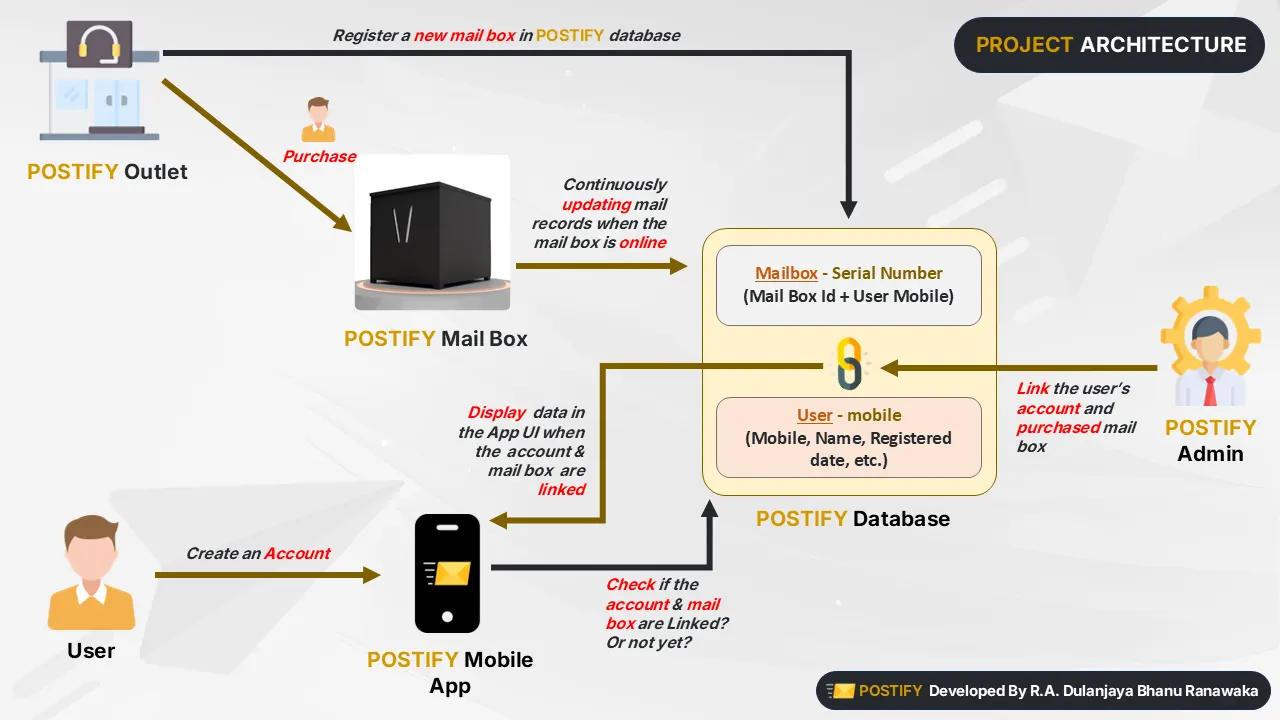 Register a new mail box in POSTIFY database
PROJECT ARCHITECTURE
POSTIFY Outlet
Purchase
Continuously
updating mail
records when the
mail box is online
POSTIFY Mail Box
Mailbox - Serial Number
(Mail Box Id + User Mobile)
User - mobile
(Mobile, Name, Registered
date, etc.)
POSTIFY Database
Link the user's
account and
purchased mail
box
POSTIFY
Admin
Display data in
the App UI when
the account &
mail box are
linked
Create an Account
User
POSTIFY Mobile
App
Check if the
account & mail
box are Linked?
Or not yet?
POSTIFY Developed By R.A. Dulanjaya Bhanu Ranawaka